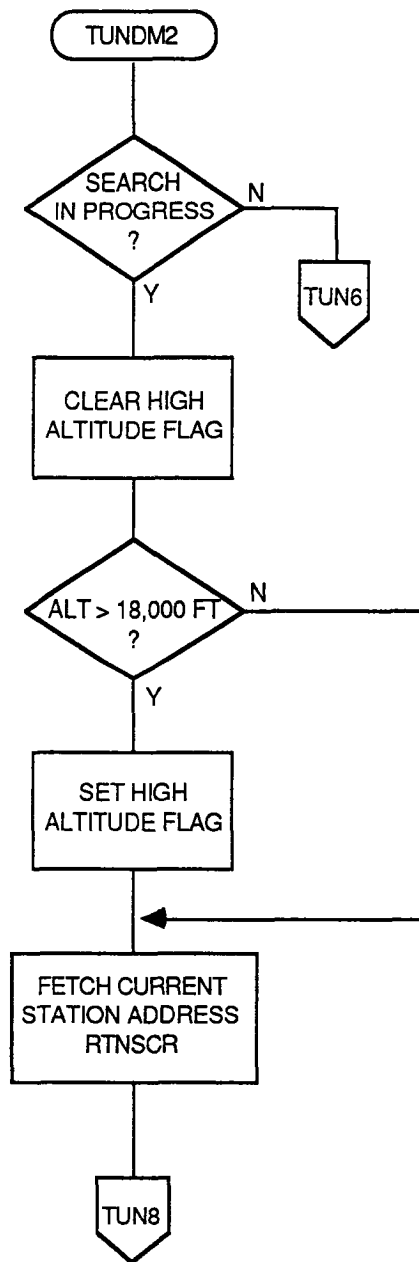 TUNDM2
SEARCH
IN PROGRESS
?
N
Y
TUN6
CLEAR HIGH
ALTITUDE FLAG
ALT > 18,000 FT
?
N
Y
SET HIGH
ALTITUDE FLAG
FETCH CURRENT
STATION ADDRESS
RTNSCR
TUN8